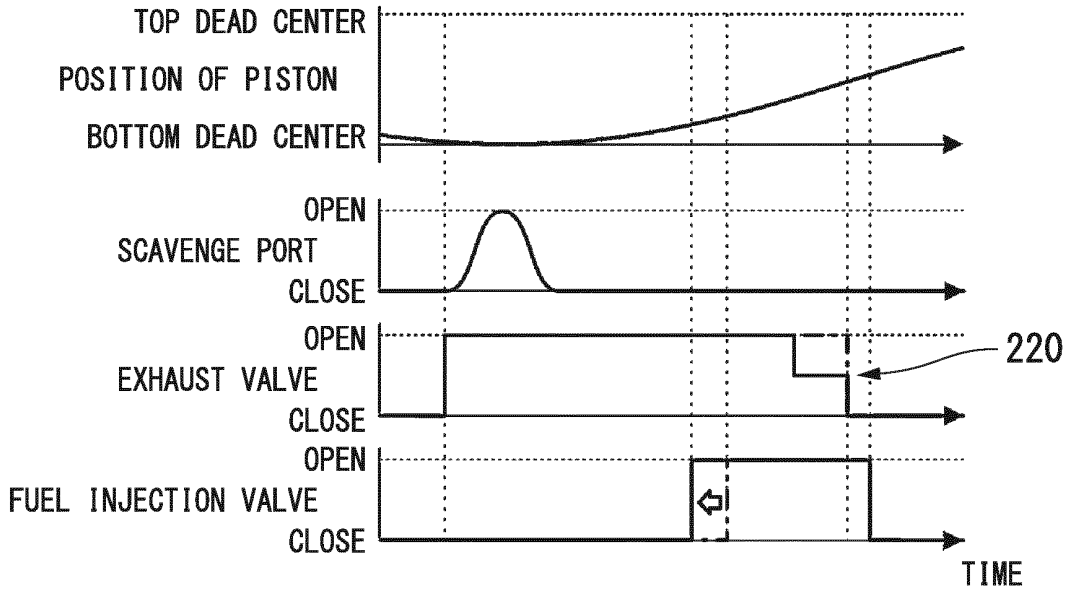 TOP DEAD CENTER
POSITION OF PISTON
BOTTOM DEAD CENTER
OPEN
SCAVENGE PORT
CLOSE
OPEN
220
EXHAUST VALVE
CLOSE
OPEN
FUEL INJECTION VALVE
CLOSE
TIME